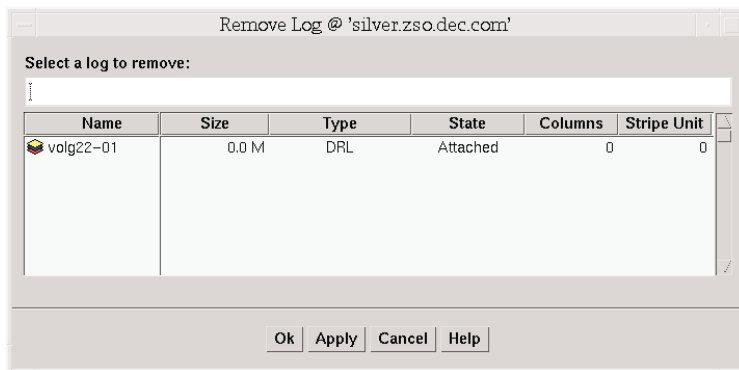 Remove Log @ 'silver.zso.dec.com'
Select a log to remove:
Name Size Type State Columns Stripe Unit
volg22-01 0.0 M DRL Attached 0 0
Ok Apply Cancel Help